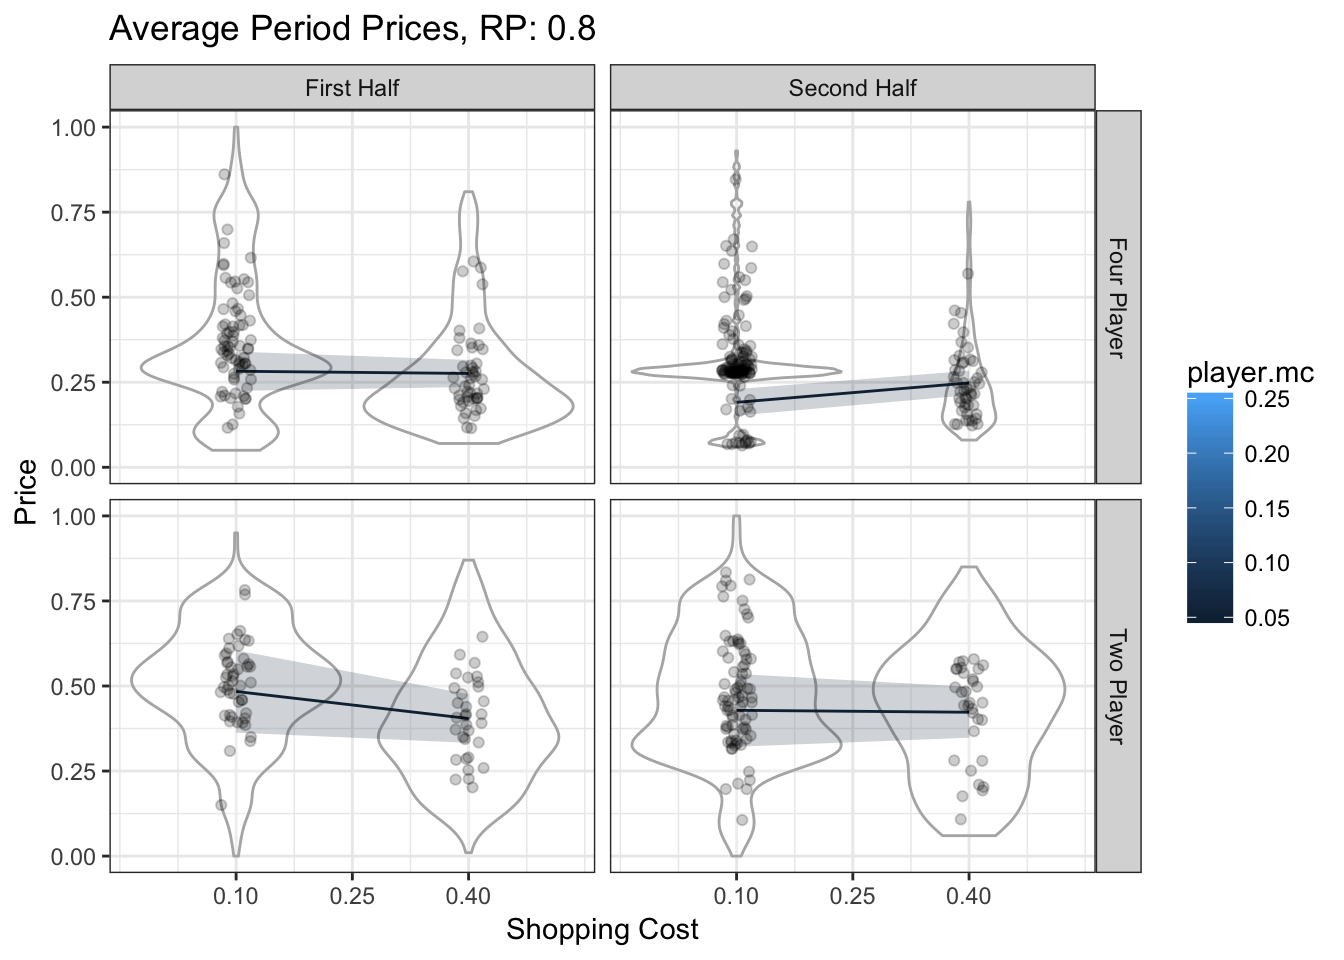 Average Period Prices, RP: 0.8
First Half
Second Half
1.00
0.75
0.50
0.25
0.00
Four Player
1.00
0.75
0.50
0.25
0.00
Two Player
Price
0.10
0.25
0.40
0.10
0.25
0.40
Shopping Cost
player.mc
0.25
0.20
0.15
0.10
0.05